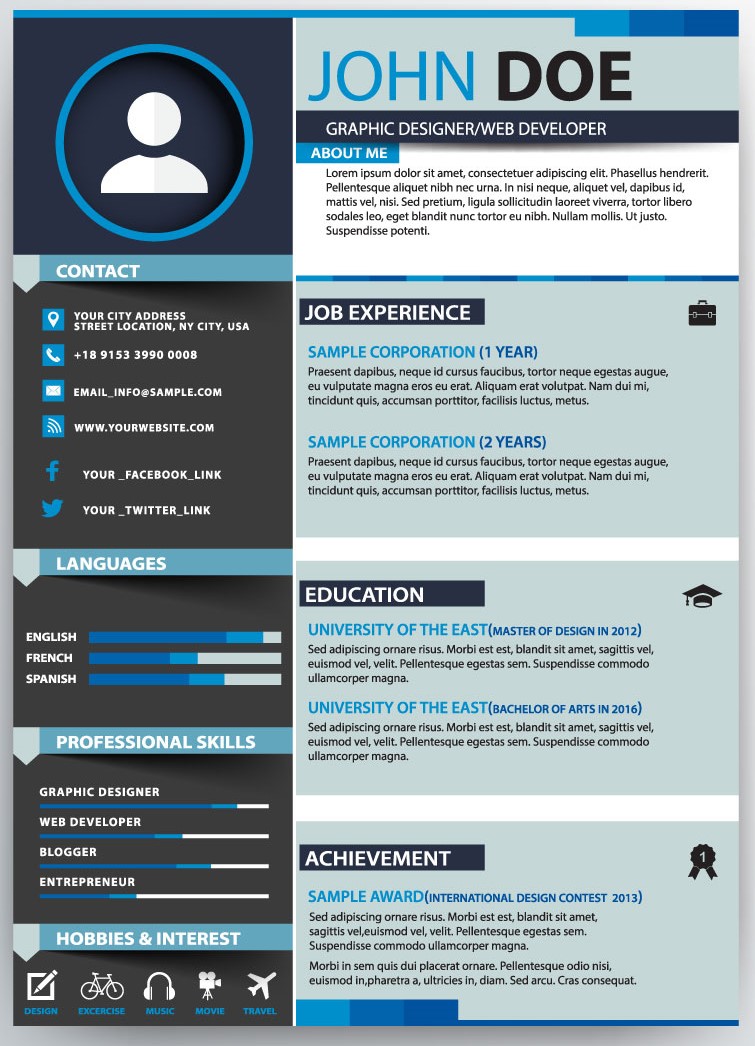 JOHN DOE
GRAPHIC DESIGNER/WEB DEVELOPER
ABOUT ME
Lorem ipsum dolor sit amet, consectetuer adipiscing elit. Phasellus hendrerit.
Pellentesque aliquet nibh nec urna. In nisi neque, aliquet vel, dapibus id,
mattis vel, nisi. Sed pretium, ligula sollicitudin laoreet viverra, tortor libero
sodales leo, eget blandit nunc tortor eu nibh. Nullam mollis. Ut justo.
Suspendisse potenti.
CONTACT
YOUR CITY ADDRESS
STREET LOCATION, NY CITY, USA
+18 9153 3990 0008
EMAIL_INFO@SAMPLE.COM
WWW.YOURWEBSITE.COM
YOUR _FACEBOOK_LINK
YOUR _TWITTER_LINK
LANGUAGES
ENGLISH
FRENCH
SPANISH
PROFESSIONAL SKILLS
GRAPHIC DESIGNER
WEB DEVELOPER
BLOGGER
ENTREPRENEUR
HOBBIES & INTEREST
DESIGN EXCERCISE MUSIC MOVIE TRAVEL
JOB EXPERIENCE
SAMPLE CORPORATION (1 YEAR)
Praesent dapibus, neque id cursus faucibus, tortor neque egestas augue,
eu vulputate magna eros eu erat. Aliquam erat volutpat. Nam dui mi,
tincidunt quis, accumsan porttitor, facilisis luctus, metus.
SAMPLE CORPORATION (2 YEARS)
Praesent dapibus, neque id cursus faucibus, tortor neque egestas augue,
eu vulputate magna eros eu erat. Aliquam erat volutpat. Nam dui mi,
tincidunt quis, accumsan porttitor, facilisis luctus, metus.
EDUCATION
UNIVERSITY OF THE EAST(MASTER OF DESIGN IN 2012)
Sed adipiscing ornare risus. Morbi est est, blandit sit amet, sagittis vel,
euismod vel, velit. Pellentesque egestas sem. Suspendisse commodo
ullamcorper magna.
UNIVERSITY OF THE EAST(BACHELOR OF ARTS IN 2016)
Sed adipiscing ornare risus. Morbi est est, blandit sit amet, sagittis vel,
euismod vel, velit. Pellentesque egestas sem. Suspendisse commodo
ullamcorper magna.
ACHIEVEMENT
1
SAMPLE AWARD(INTERNATIONAL DESIGN CONTEST 2013)
Sed adipiscing ornare risus. Morbi est est, blandit sit amet,
sagittis vel,euismod vel, velit. Pellentesque egestas sem.
Suspendisse commodo ullamcorper magna.
Morbi in sem quis dui placerat ornare. Pellentesque odio nisi,
euismod in,pharetra a, ultricies in, diam. Sed arcu. Cras consequat.